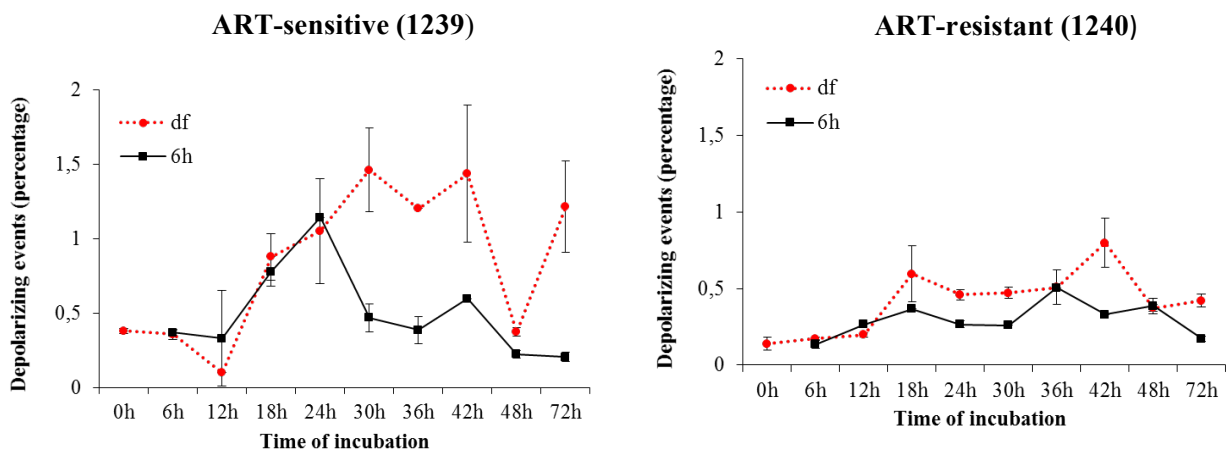 ART-sensitive (1239)
Depolarizing events (percentage)
2
1,5
1
0,5
0
df
6h
0h 6h 12h 18h 24h 30h 36h 42h 48h 72h
Time of incubation
ART-resistant (1240)
Depolarizing events (percentage)
2
1,5
1
0,5
0
df
6h
0h 6h 12h 18h 24h 30h 36h 42h 48h 72h
Time of incubation